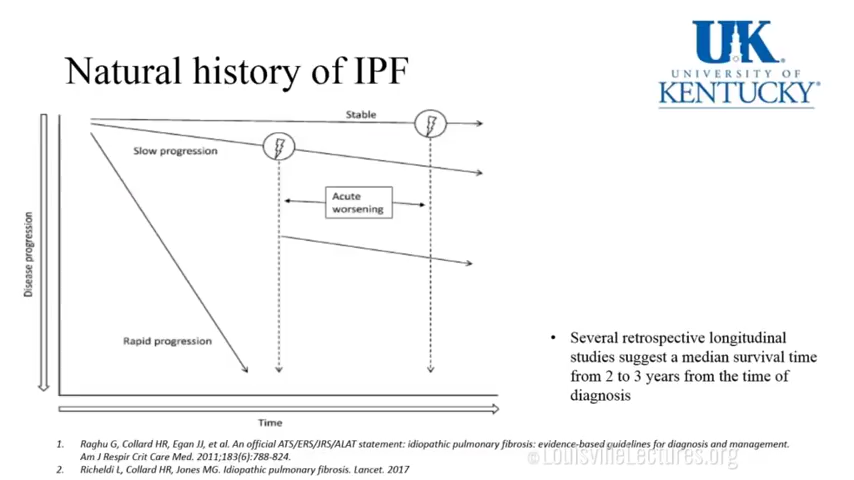 UK
UNIVERSITY OF
KENTUCKY
Natural history of IPF
Stable
Slow progression
Acute
worsening
Disease progression
Rapid progression
Time
• Several retrospective longitudinal
studies suggest a median survival time
from 2 to 3 years from the time of
diagnosis
1. Raghu G, Collard HR, Egan JJ, et al. An official ATS/ERS/JRS/ALAT statement: idiopathic pulmonary fibrosis: evidence-based guidelines for diagnosis and management.
Am J Respir Crit Care Med. 2011;183(6):788-824.
2. Richeldi L, Collard HR, Jones MG. Idiopathic pulmonary fibrosis. Lancet. 2017
©LouisvilleLectures.org